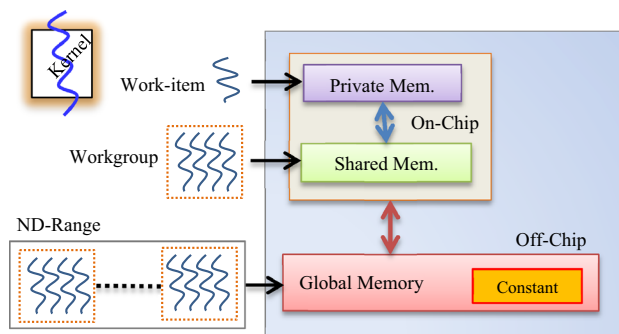 Kernel
Work-item
Private Mem.
On-Chip
Workgroup
Shared Mem.
ND-Range
Off-Chip
Global Memory
Constant